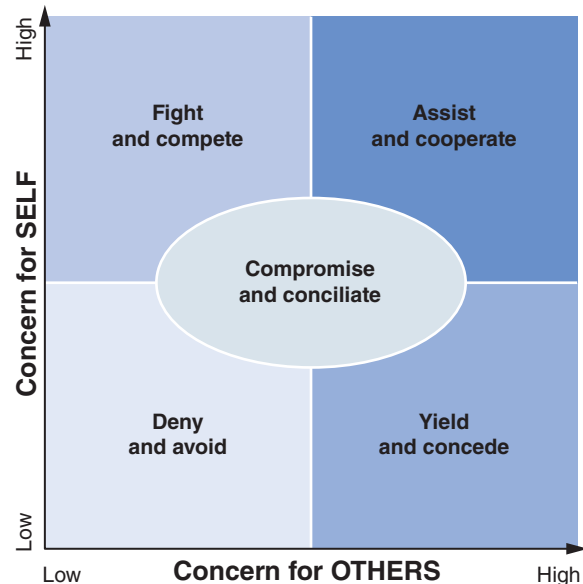 High
Fight
and compete
Assist
and cooperate
Concern for SELF
Compromise
and conciliate
Deny
and avoid
Yield
and concede
Low
Low
Concern for OTHERS
High